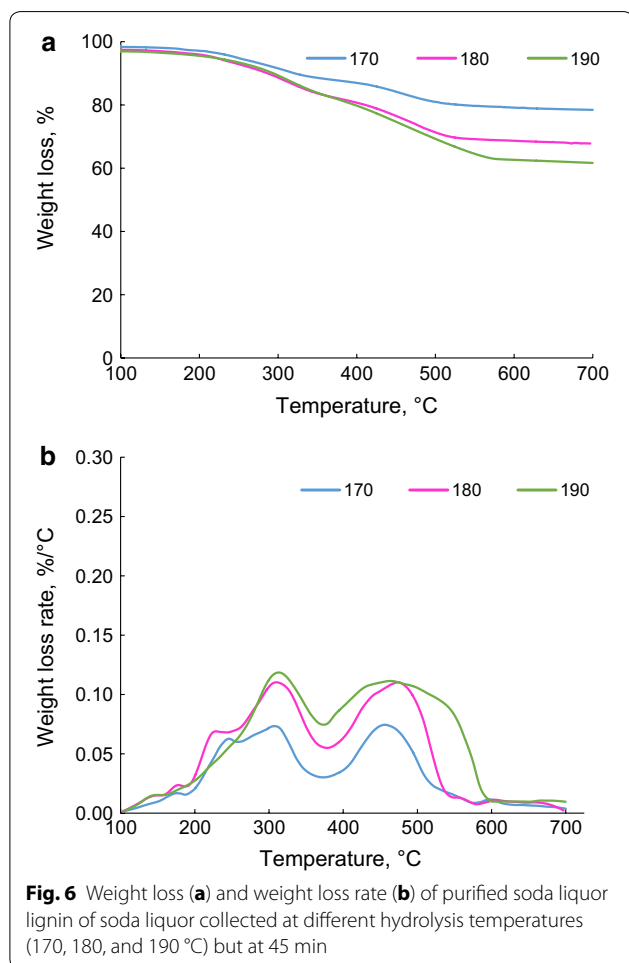 a
100
80
60
40
20
0
Weight loss, %
170 180 190
100 200 300 400 500 600 700
Temperature, °C
b
0.30
0.25
0.20
0.15
0.10
0.05
0.00
Weight loss rate, %/°C
170 180 190
100 200 300 400 500 600 700
Temperature, °C
Fig. 6 Weight loss (a) and weight loss rate (b) of purified soda liquor
lignin of soda liquor collected at different hydrolysis temperatures
(170, 180, and 190 °C) but at 45 min